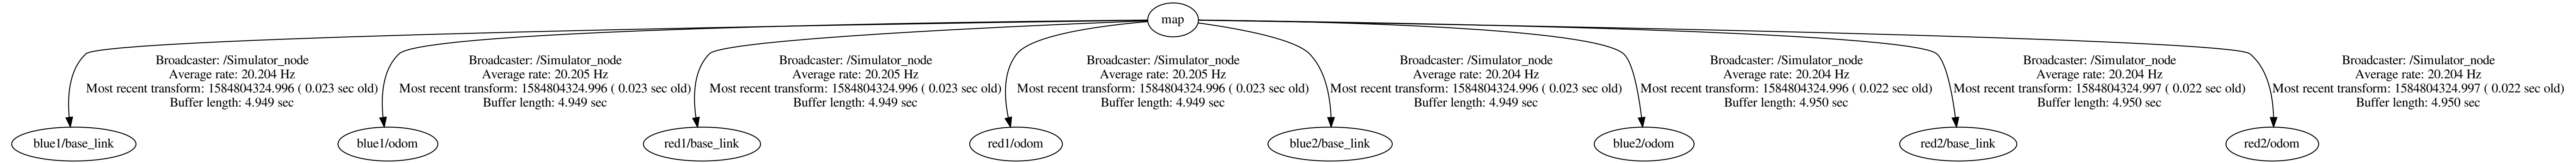 map
Broadcaster: /Simulator_node
Average rate: 20.204 Hz
Most recent transform: 1584804324.996 ( 0.023 sec old)
Buffer length: 4.949 sec
Broadcaster: /Simulator_node
Average rate: 20.205 Hz
Most recent transform: 1584804324.996 ( 0.023 sec old)
Buffer length: 4.949 sec
Broadcaster: /Simulator_node
Average rate: 20.205 Hz
Most recent transform: 1584804324.996 ( 0.023 sec old)
Buffer length: 4.949 sec
Broadcaster: /Simulator_node
Average rate: 20.205 Hz
Most recent transform: 1584804324.996 ( 0.023 sec old)
Buffer length: 4.949 sec
Broadcaster: /Simulator_node
Average rate: 20.204 Hz
Most recent transform: 1584804324.996 ( 0.023 sec old)
Buffer length: 4.949 sec
Broadcaster: /Simulator_node
Average rate: 20.204 Hz
Most recent transform: 1584804324.996 ( 0.022 sec old)
Buffer length: 4.950 sec
Broadcaster: /Simulator_node
Average rate: 20.204 Hz
Most recent transform: 1584804324.997 ( 0.022 sec old)
Buffer length: 4.950 sec
Broadcaster: /Simulator_node
Average rate: 20.204 Hz
Most recent transform: 1584804324.997 ( 0.022 sec old)
Buffer length: 4.950 sec
blue1/base_link
blue1/odom
red1/base_link
red1/odom
blue2/base_link
blue2/odom
red2/base_link
red2/odom